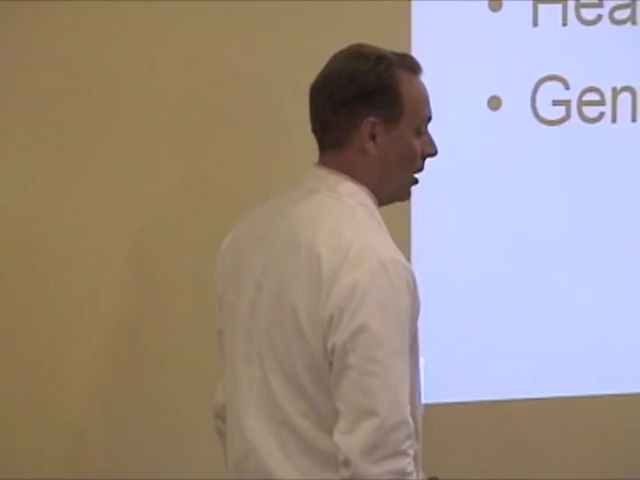 • Hea
• Gen